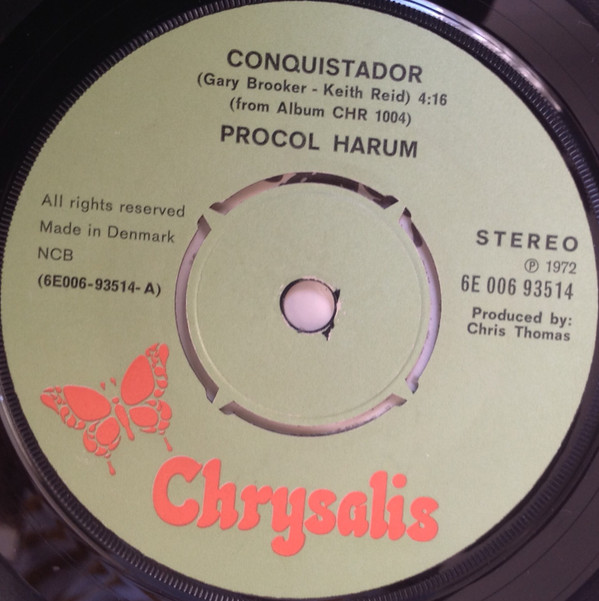 CONQUISTADOR
(Gary Brooker - Keith Reid) 4:16
(from Album CHR 1004)
PROCOL HARUM
All rights reserved
Made in Denmark
NCB
(6E006-93514-A)
STEREO
℗ 1972
6E 006 93514
Produced by:
Chris Thomas
Chrysalis